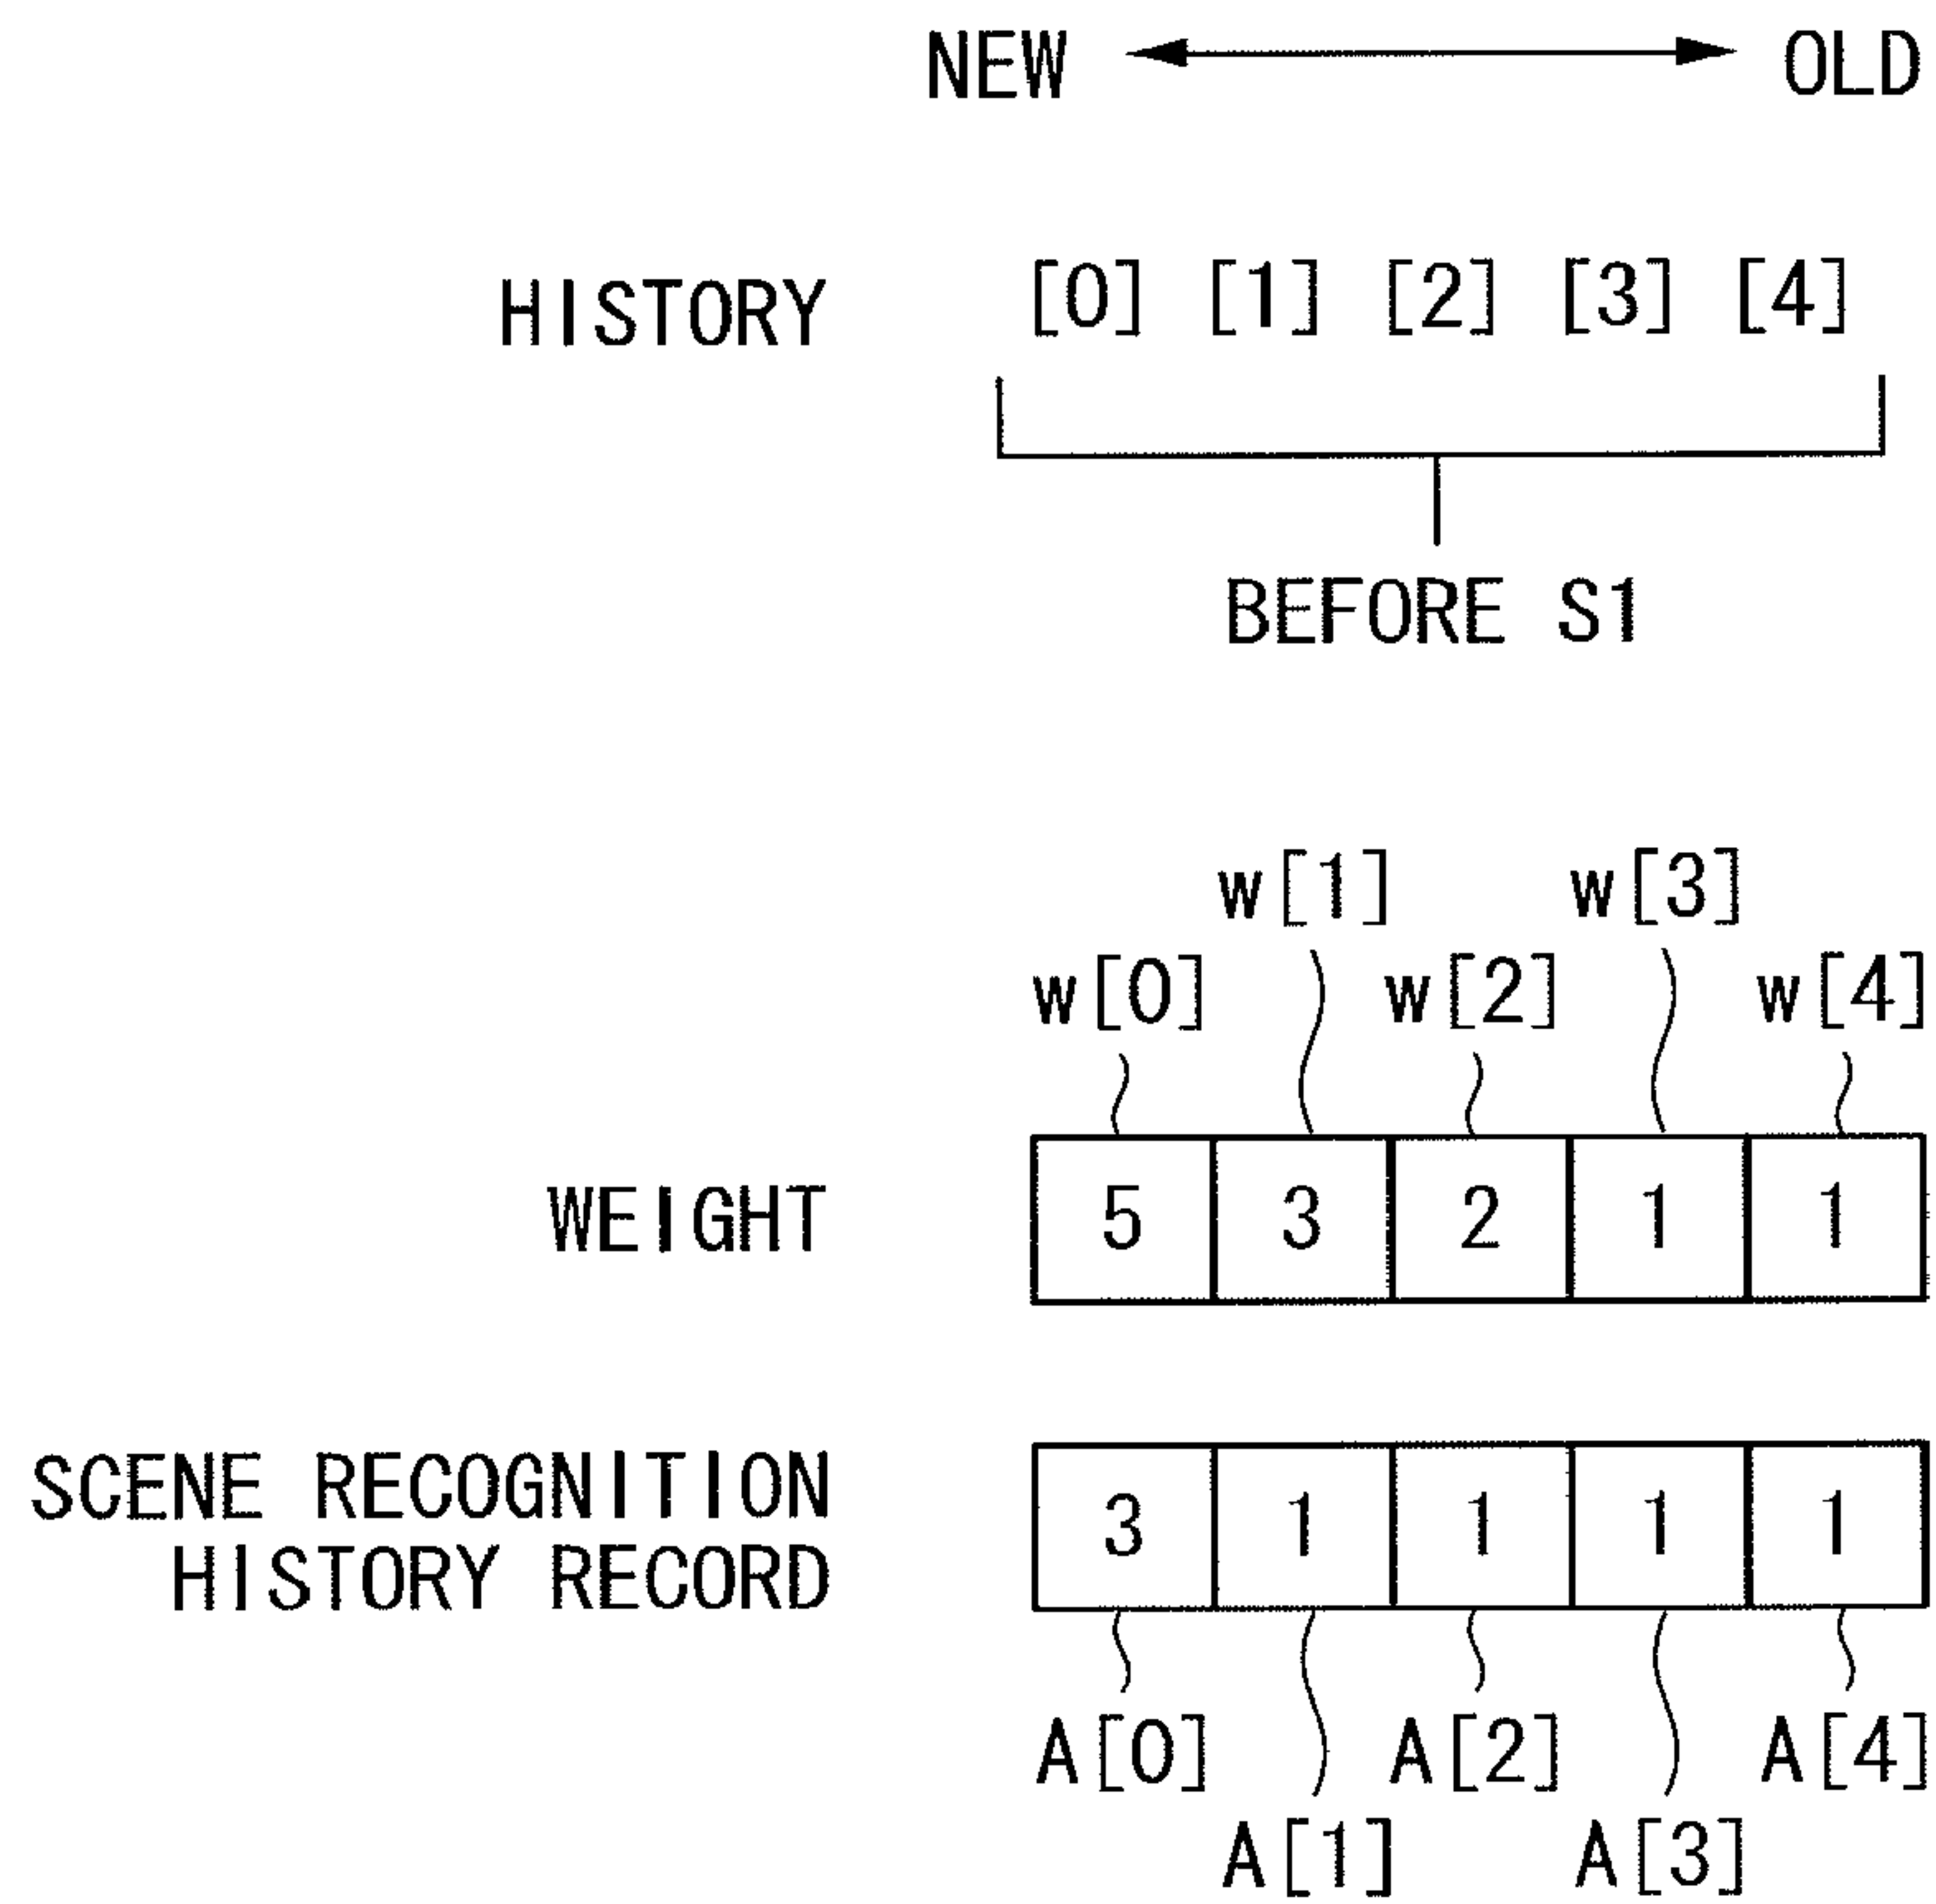 NEW OLD
HISTORY [0] [1] [2] [3] [4]
BEFORE S1
w[1] w[3]
w[0] w[2] w[4]
WEIGHT 5 3 2 1 1
SCENE RECOGNITION
HISTORY RECORD 3 1 1 1 1
A[0] A[2] A[4]
A[1] A[3]